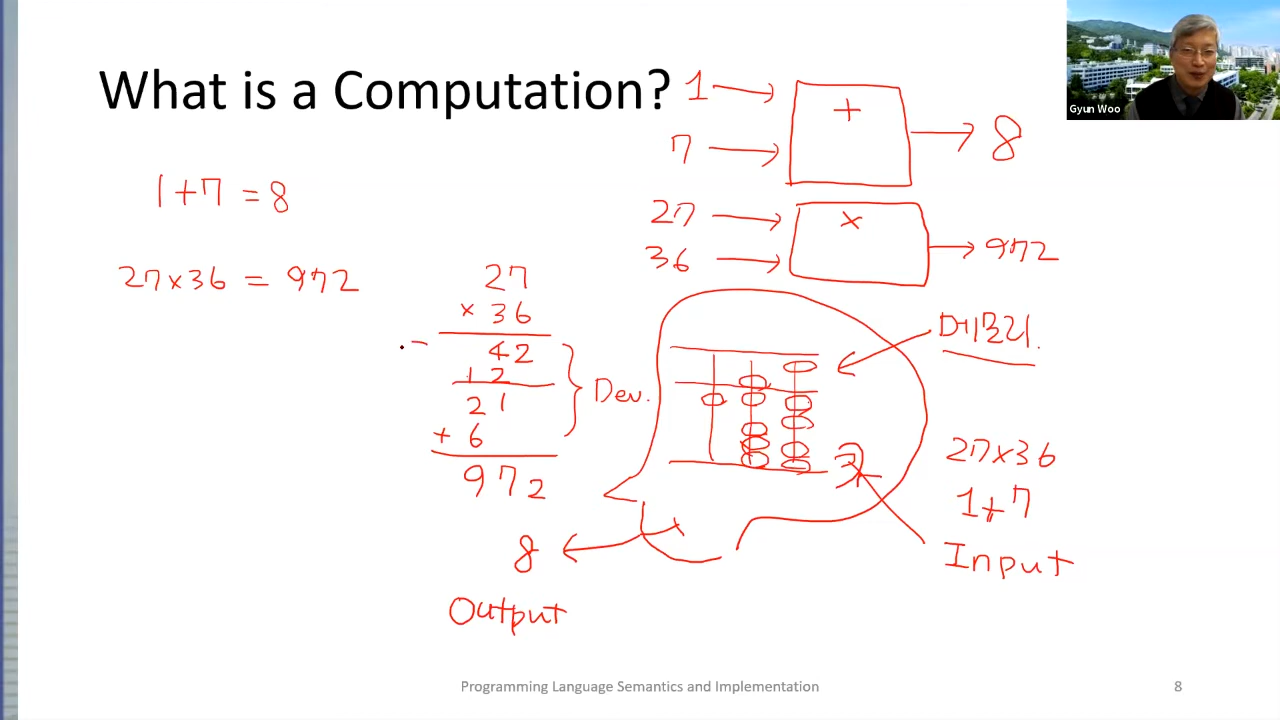 What is a Computation?
1+7 = 8
27×36 = 972
1
7
+
8
27
36
×
972
27
× 36
42
12
21
+ 6
972
Dev.
27×36
1+7
Input
8
Output
Gyun Woo
Programming Language Semantics and Implementation
8